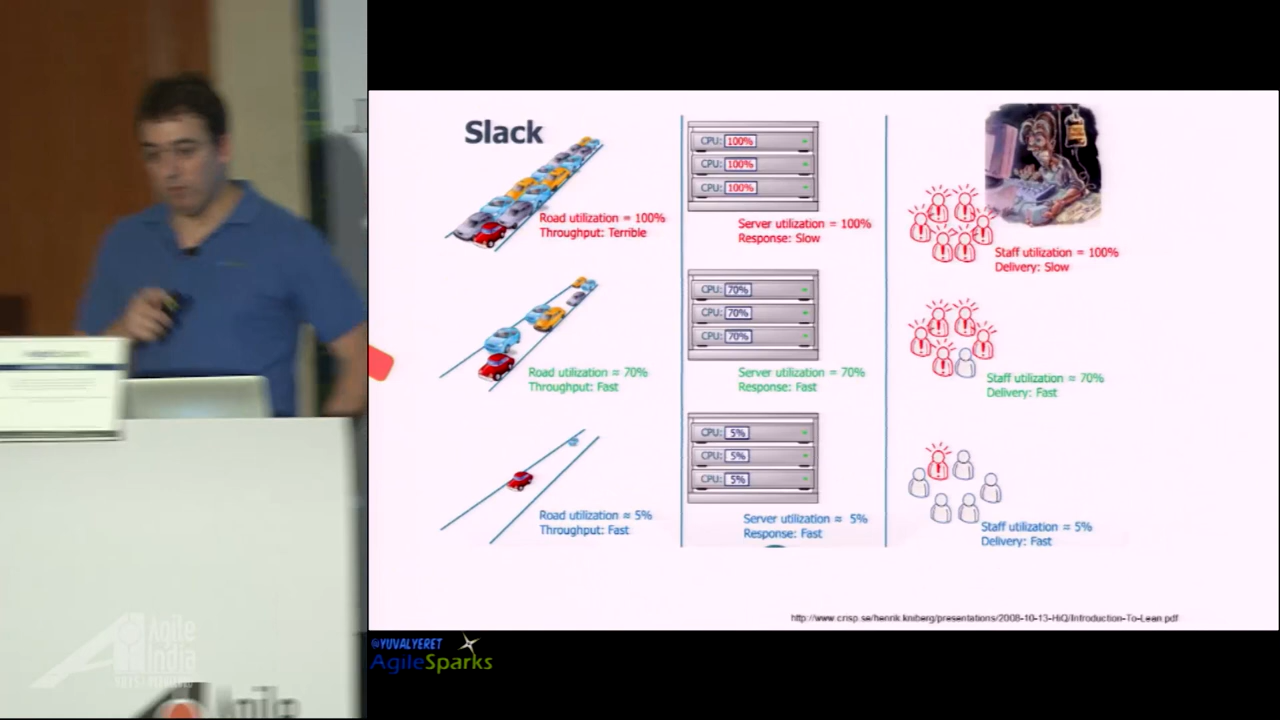 Slack
Road utilization = 100%
Throughput: Terrible
CPU: 100%
CPU: 100%
CPU: 100%
Server utilization = 100%
Response: Slow
Staff utilization = 100%
Delivery: Slow
Road utilization ≈ 70%
Throughput: Fast
CPU: 70%
CPU: 70%
CPU: 70%
Server utilization = 70%
Response: Fast
Staff utilization ≈ 70%
Delivery: Fast
Road utilization ≈ 5%
Throughput: Fast
CPU: 5%
CPU: 5%
CPU: 5%
Server utilization ≈ 5%
Response: Fast
Staff utilization = 5%
Delivery: Fast
http://www.crisp.se/henrik.kniberg/presentations/2008-10-13-HiQ/Introduction-To-Lean.pdf
@YUVALYERET
AgileSparks
Agile
India
Agile